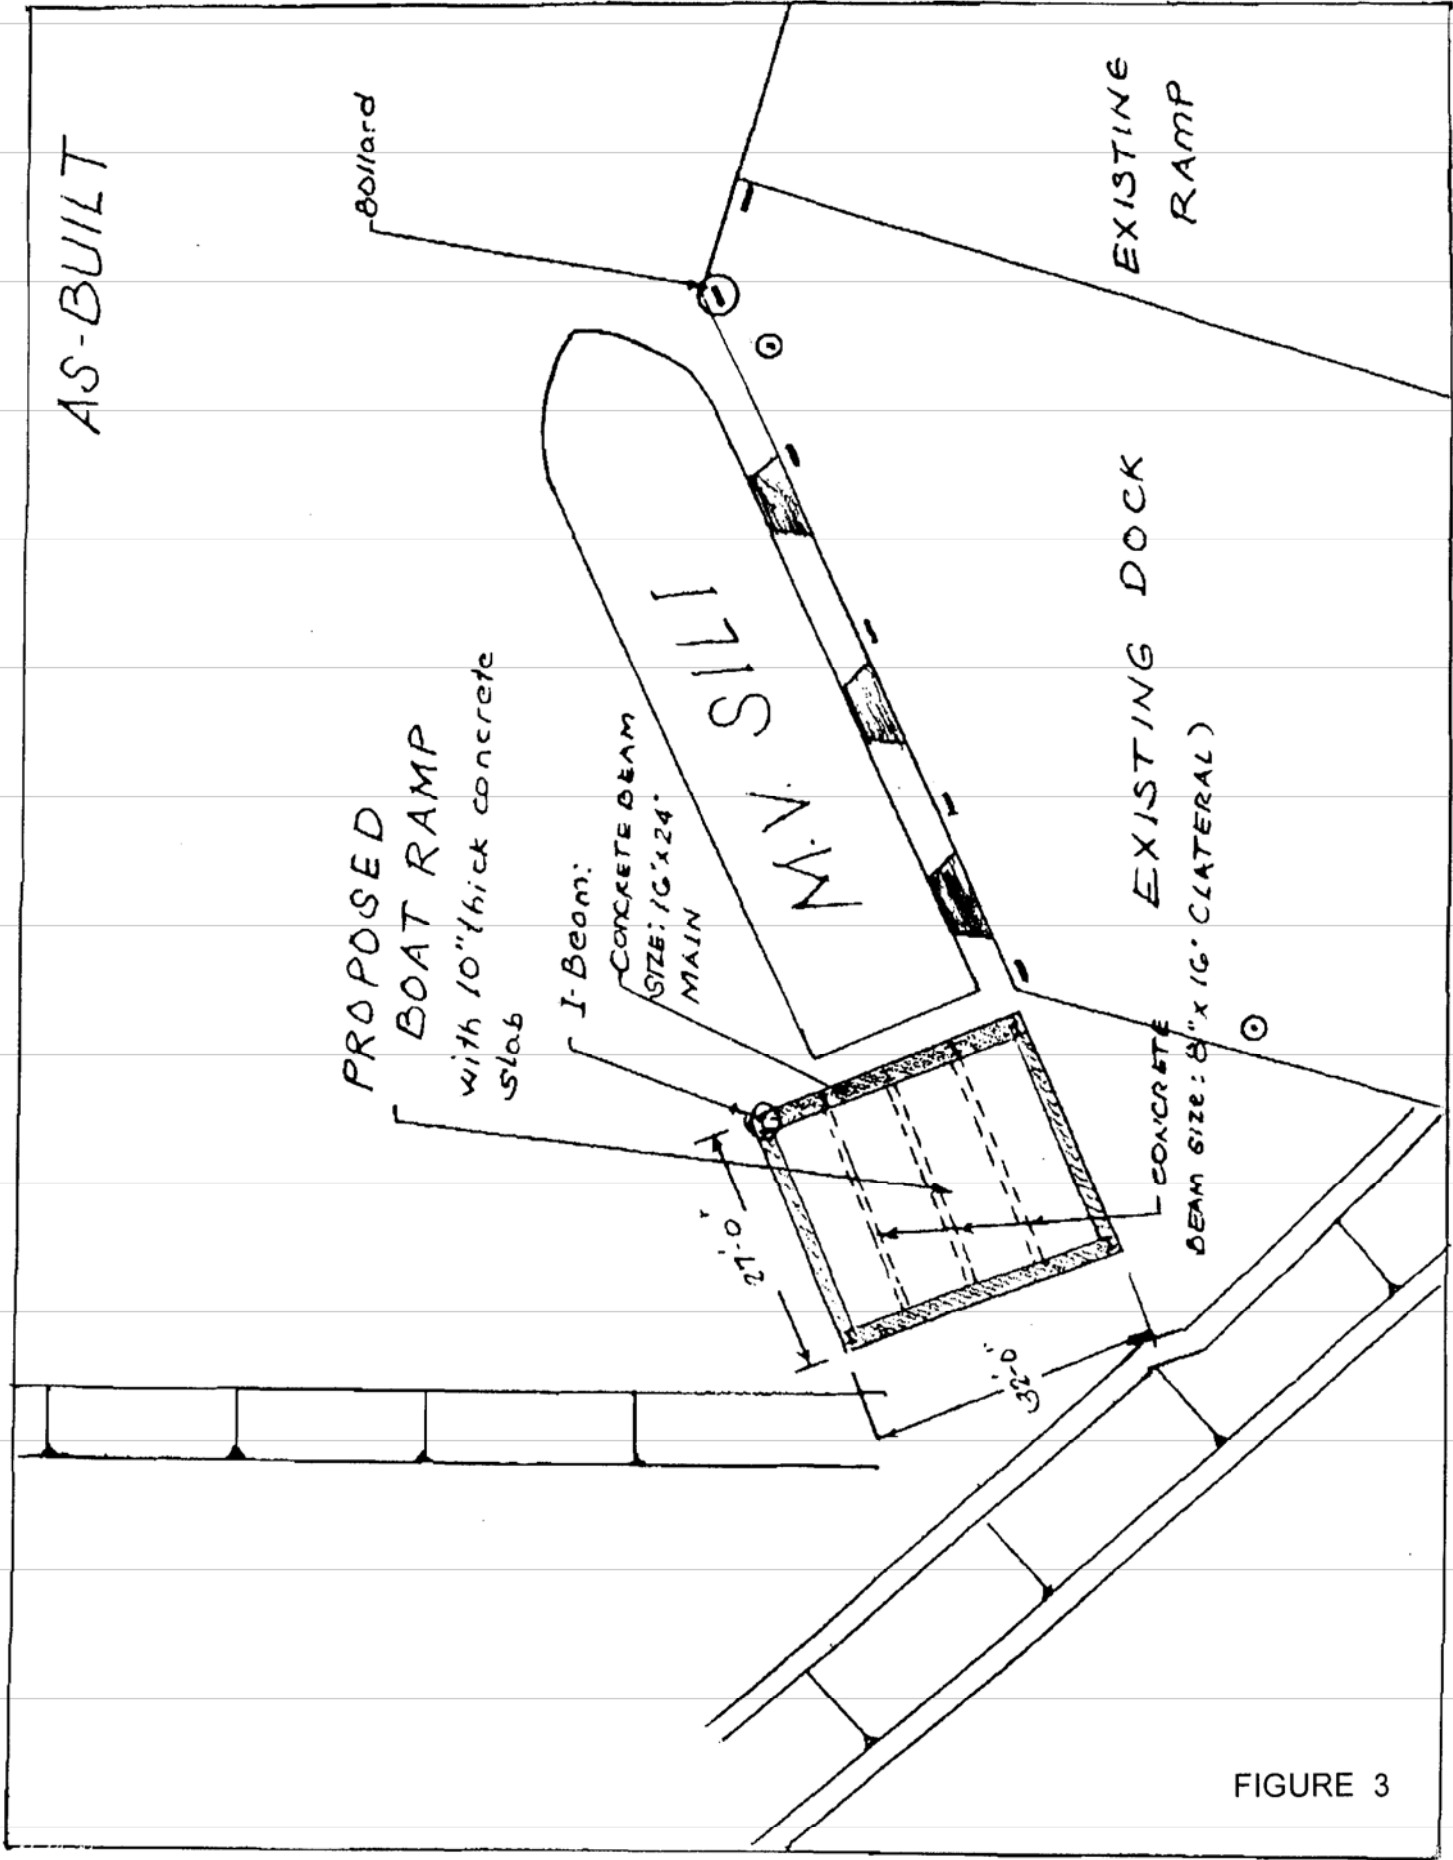 AS-BUILT
Bollard
EXISTING
RAMP
PROPOSED
BOAT RAMP
with 10" thick concrete
slab
I-Beam:
CONCRETE BEAM
SIZE: 16"x24"
MAIN
M.V. SILI
27'-0"
32'-0"
EXISTING DOCK
CONCRETE
BEAM SIZE: 8" x 16" CLATERAL)
FIGURE 3